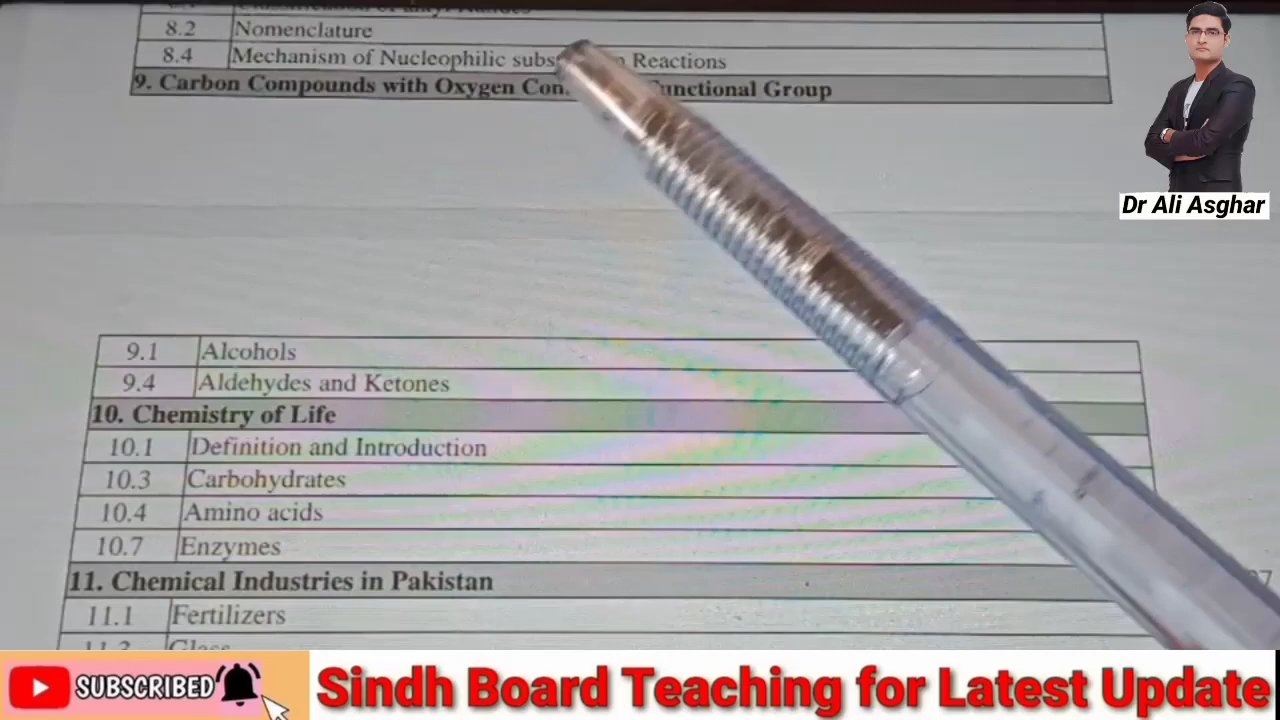 8.2 Nomenclature
8.4 Mechanism of Nucleophilic subs Reactions
9. Carbon Compounds with Oxygen Con unctional Group
9.1 Alcohols
9.4 Aldehydes and Ketones
10. Chemistry of Life
10.1 Definition and Introduction
10.3 Carbohydrates
10.4 Amino acids
10.7 Enzymes
11. Chemical Industries in Pakistan
11.1 Fertilizers
Dr Ali Asghar
SUBSCRIBED
Sindh Board Teaching for Latest Update